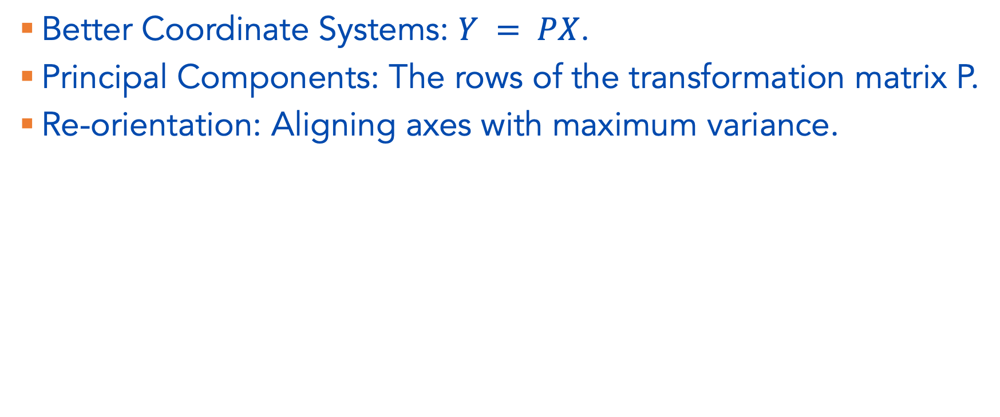 ▪ Better Coordinate Systems: Y = PX.
▪ Principal Components: The rows of the transformation matrix P.
▪ Re-orientation: Aligning axes with maximum variance.